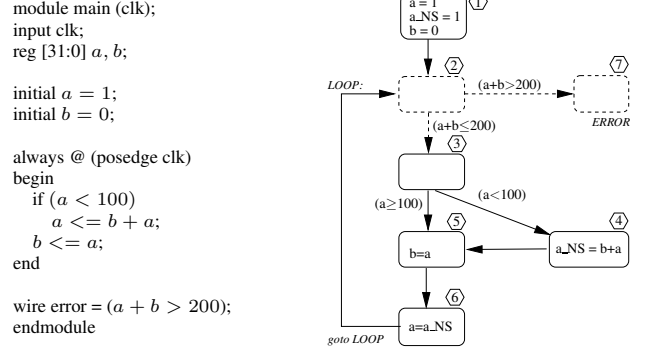 module main (clk);
input clk;
reg [31:0] a, b;
initial a = 1;
initial b = 0;
always @ (posedge clk)
begin
if (a < 100)
a <= b + a;
b <= a;
end
wire error = (a + b > 200);
endmodule
1
a = 1
a_NS = 1
b = 0
2
7
LOOP:
(a+b>200)
ERROR
(a+b≤200)
3
(a≥100)
(a<100)
5
4
b=a
a_NS = b+a
6
a=a_NS
goto LOOP